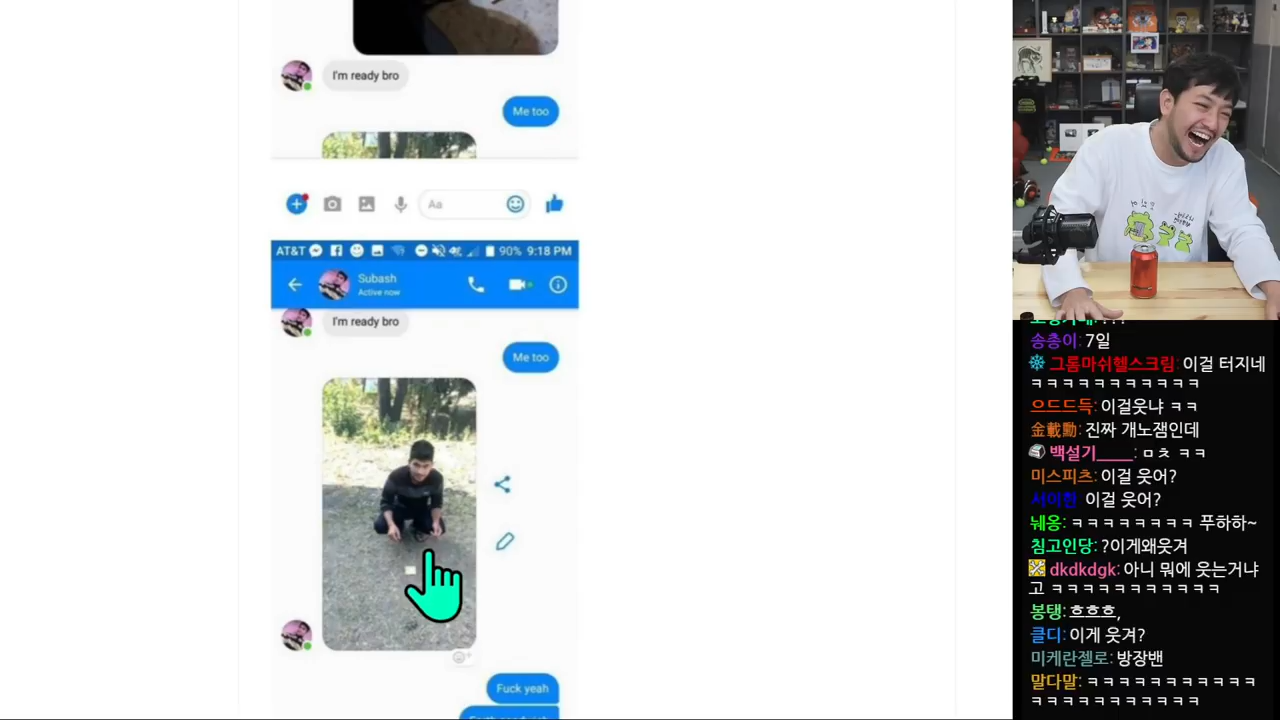 I'm ready bro
Me too
Aa
AT&T 90% 9:18 PM
Subash
Active now
I'm ready bro
Me too
Fuck yeah
송총이: 7일
그롬마쉬헬스크림: 이걸 터지네
ㅋㅋㅋㅋㅋㅋㅋㅋㅋㅋㅋ
으드드득: 이걸웃냐 ㅋㅋ
金載勳: 진짜 개노잼인데
백설기____: ㅁㅊ ㅋㅋ
미스피츠: 이걸 웃어?
서이한: 이걸 웃어?
눼옹: ㅋㅋㅋㅋㅋㅋㅋㅋ 푸하하~
침고인당: ?이게왜웃겨
dkdkdgk: 아니 뭐에 웃는거냐
고 ㅋㅋㅋㅋㅋㅋㅋㅋㅋㅋㅋ
봉탱: 흐흐흐,
클디: 이게 웃겨?
미케란젤로: 방장밴
말다말: ㅋㅋㅋㅋㅋㅋㅋㅋㅋㅋㅋ
ㅋㅋㅋㅋㅋㅋㅋㅋㅋㅋㅋ